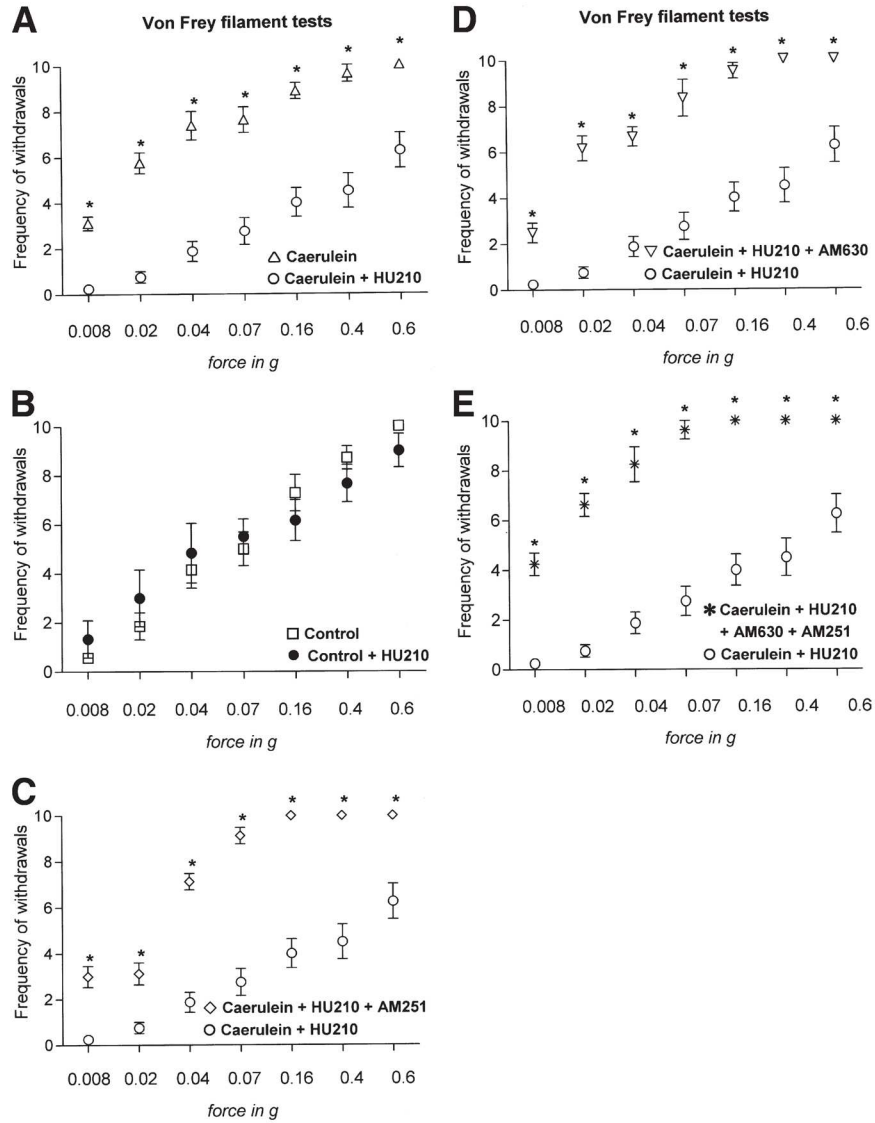 A
Von Frey filament tests
Frequency of withdrawals
10
8
6
4
2
0
* * * * * * *
Caerulein
Caerulein + HU210
0.008 0.02 0.04 0.07 0.16 0.4 0.6
force in g
B
Frequency of withdrawals
10
8
6
4
2
0
Control
Control + HU210
0.008 0.02 0.04 0.07 0.16 0.4 0.6
force in g
C
Frequency of withdrawals
10
8
6
4
2
0
* * * * * * *
Caerulein + HU210 + AM251
Caerulein + HU210
0.008 0.02 0.04 0.07 0.16 0.4 0.6
force in g
D
Von Frey filament tests
Frequency of withdrawals
10
8
6
4
2
0
* * * * * * *
Caerulein + HU210 + AM630
Caerulein + HU210
0.008 0.02 0.04 0.07 0.16 0.4 0.6
force in g
E
Frequency of withdrawals
10
8
6
4
2
0
* * * * * * *
Caerulein + HU210
+ AM630 + AM251
Caerulein + HU210
0.008 0.02 0.04 0.07 0.16 0.4 0.6
force in g